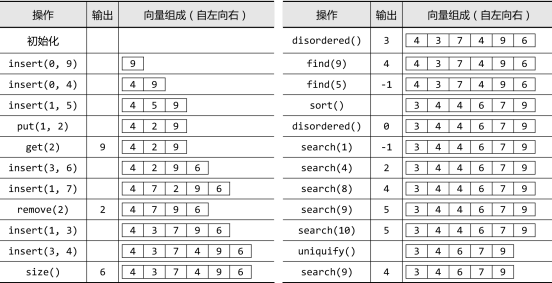 操作 输出 向量组成（自左向右）
初始化
insert(0, 9) 9
insert(0, 4) 4 9
insert(1, 5) 4 5 9
put(1, 2) 4 2 9
get(2) 9 4 2 9
insert(3, 6) 4 2 9 6
insert(1, 7) 4 7 2 9 6
remove(2) 2 4 7 9 6
insert(1, 3) 4 3 7 9 6
insert(3, 4) 4 3 7 4 9 6
size() 6 4 3 7 4 9 6
操作 输出 向量组成（自左向右）
disordered() 3 4 3 7 4 9 6
find(9) 4 4 3 7 4 9 6
find(5) -1 4 3 7 4 9 6
sort() 3 4 4 6 7 9
disordered() 0 3 4 4 6 7 9
search(1) -1 3 4 4 6 7 9
search(4) 2 3 4 4 6 7 9
search(8) 4 3 4 4 6 7 9
search(9) 5 3 4 4 6 7 9
search(10) 5 3 4 4 6 7 9
uniquify() 3 4 6 7 9
search(9) 4 3 4 6 7 9